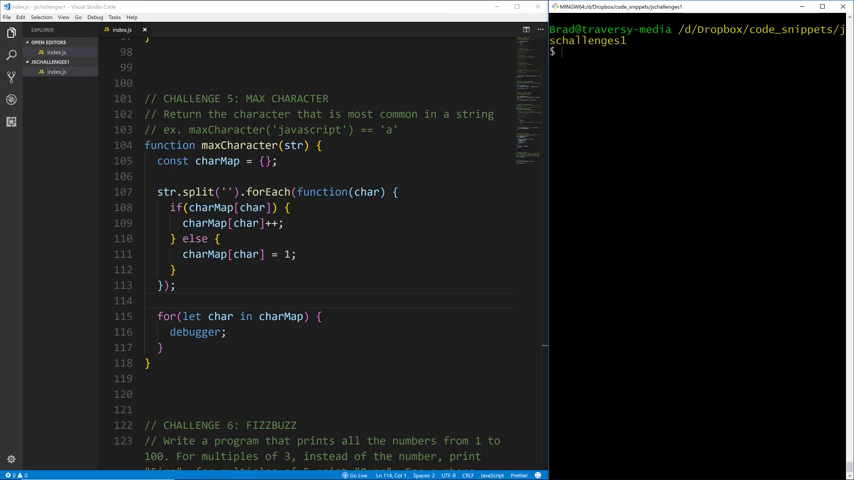 index.js - jschallenges1 - Visual Studio Code
File Edit Selection View Go Debug Tasks Help
EXPLORER
OPEN EDITORS
index.js
JSCHALLENGES1
index.js
index.js
98
99
100
101 // CHALLENGE 5: MAX CHARACTER
102 // Return the character that is most common in a string
103 // ex. maxCharacter('javascript') == 'a'
104 function maxCharacter(str) {
105 const charMap = {};
106
107 str.split('').forEach(function(char) {
108 if(charMap[char]) {
109 charMap[char]++;
110 } else {
111 charMap[char] = 1;
112 }
113 });
114
115 for(let char in charMap) {
116 debugger;
117 }
118 }
119
120
121
122 // CHALLENGE 6: FIZZBUZZ
123 // Write a program that prints all the numbers from 1 to
100. For multiples of 3, instead of the number, print
0 0
Go Live Ln 114, Col 1 Spaces: 2 UTF-8 CRLF JavaScript Prettier
MINGW64:/d/Dropbox/code_snippets/jschallenges1
Brad@traversy-media /d/Dropbox/code_snippets/j
schallenges1
$